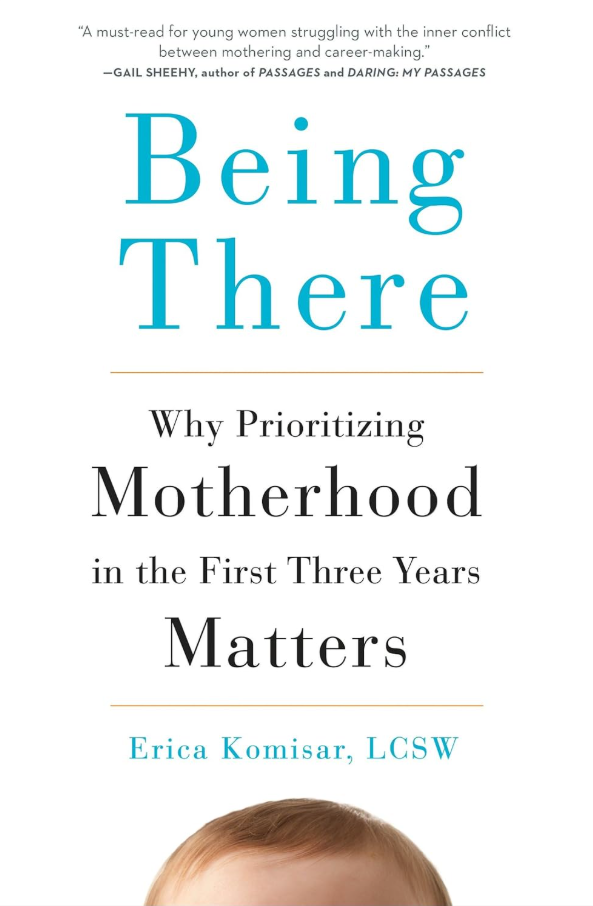 “A must-read for young women struggling with the inner conflict
between mothering and career-making.”
—GAIL SHEEHY, author of PASSAGES and DARING: MY PASSAGES
Being
There
Why Prioritizing
Motherhood
in the First Three Years
Matters
Erica Komisar, LCSW